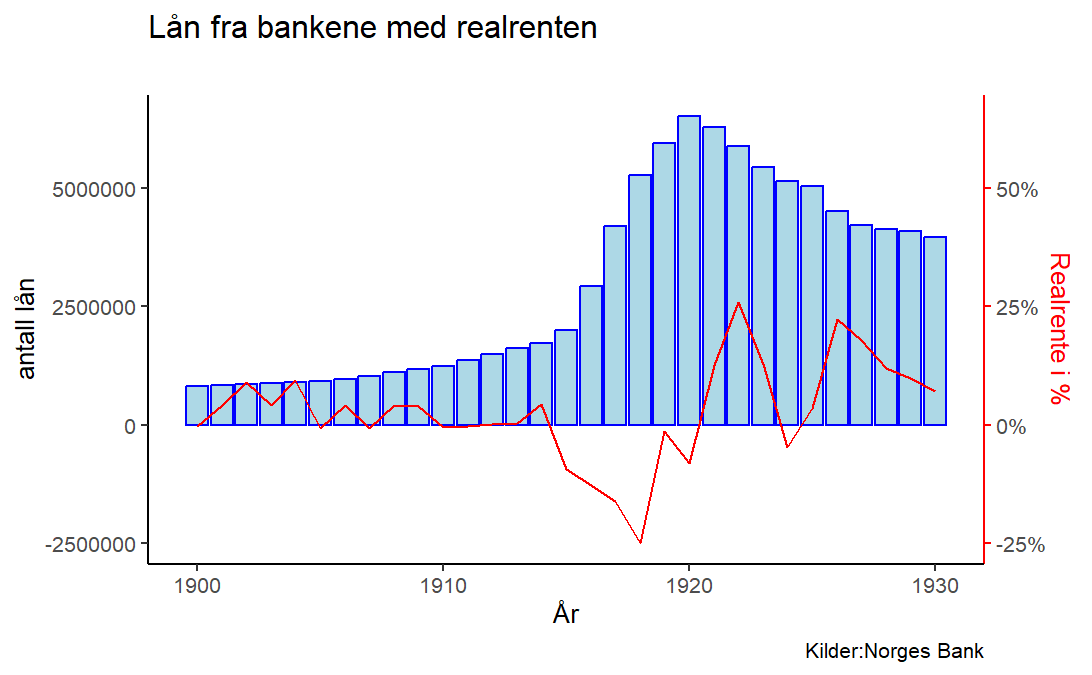 Lån fra bankene med realrenten
antall lån
5000000
2500000
0
-2500000
50%
25%
0%
-25%
Realrente i %
1900
1910
1920
1930
År
Kilder:Norges Bank